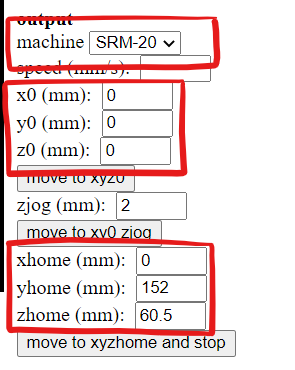 output
machine SRM-20
speed (mm/s):
x0 (mm): 0
y0 (mm): 0
z0 (mm): 0
move to xyz0
zjog (mm): 2
move to xy0 zjog
xhome (mm): 0
yhome (mm): 152
zhome (mm): 60.5
move to xyzhome and stop